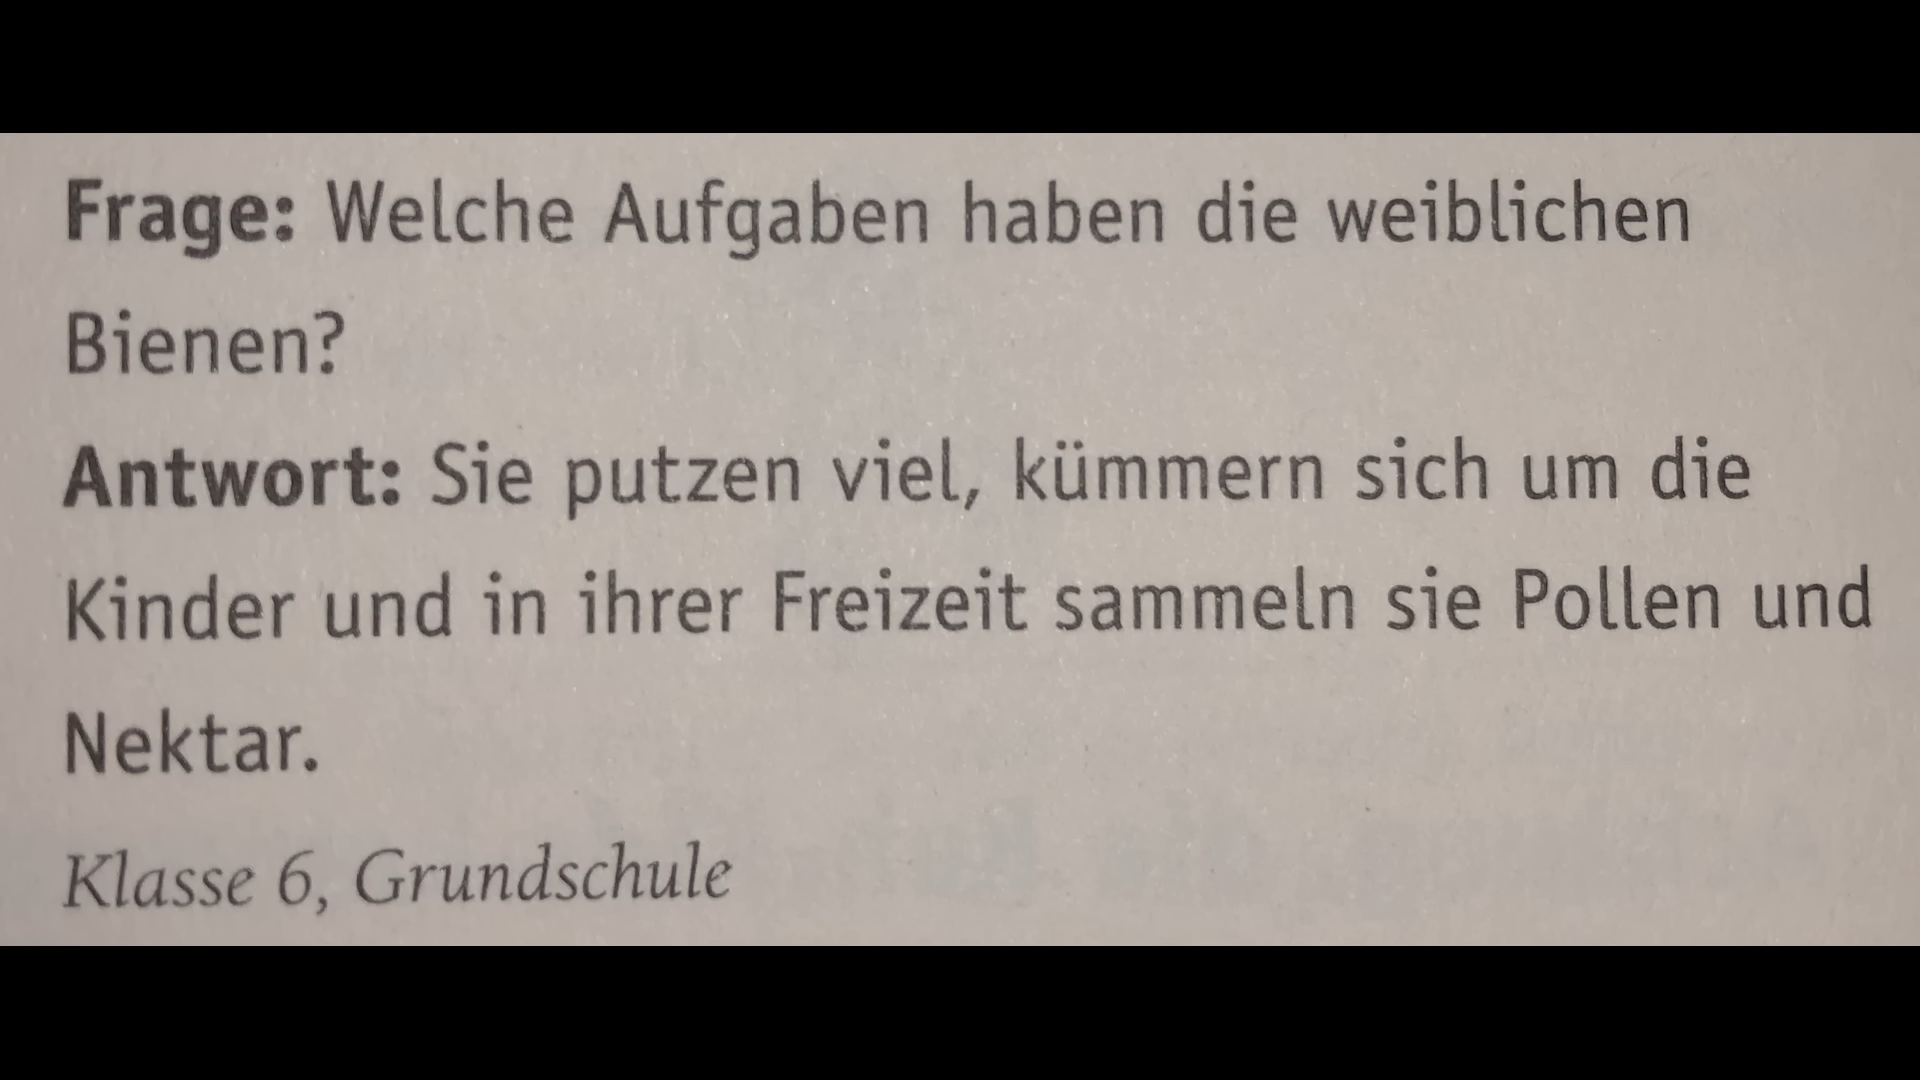 Frage: Welche Aufgaben haben die weiblichen
Bienen?
Antwort: Sie putzen viel, kümmern sich um die
Kinder und in ihrer Freizeit sammeln sie Pollen und
Nektar.
Klasse 6, Grundschule